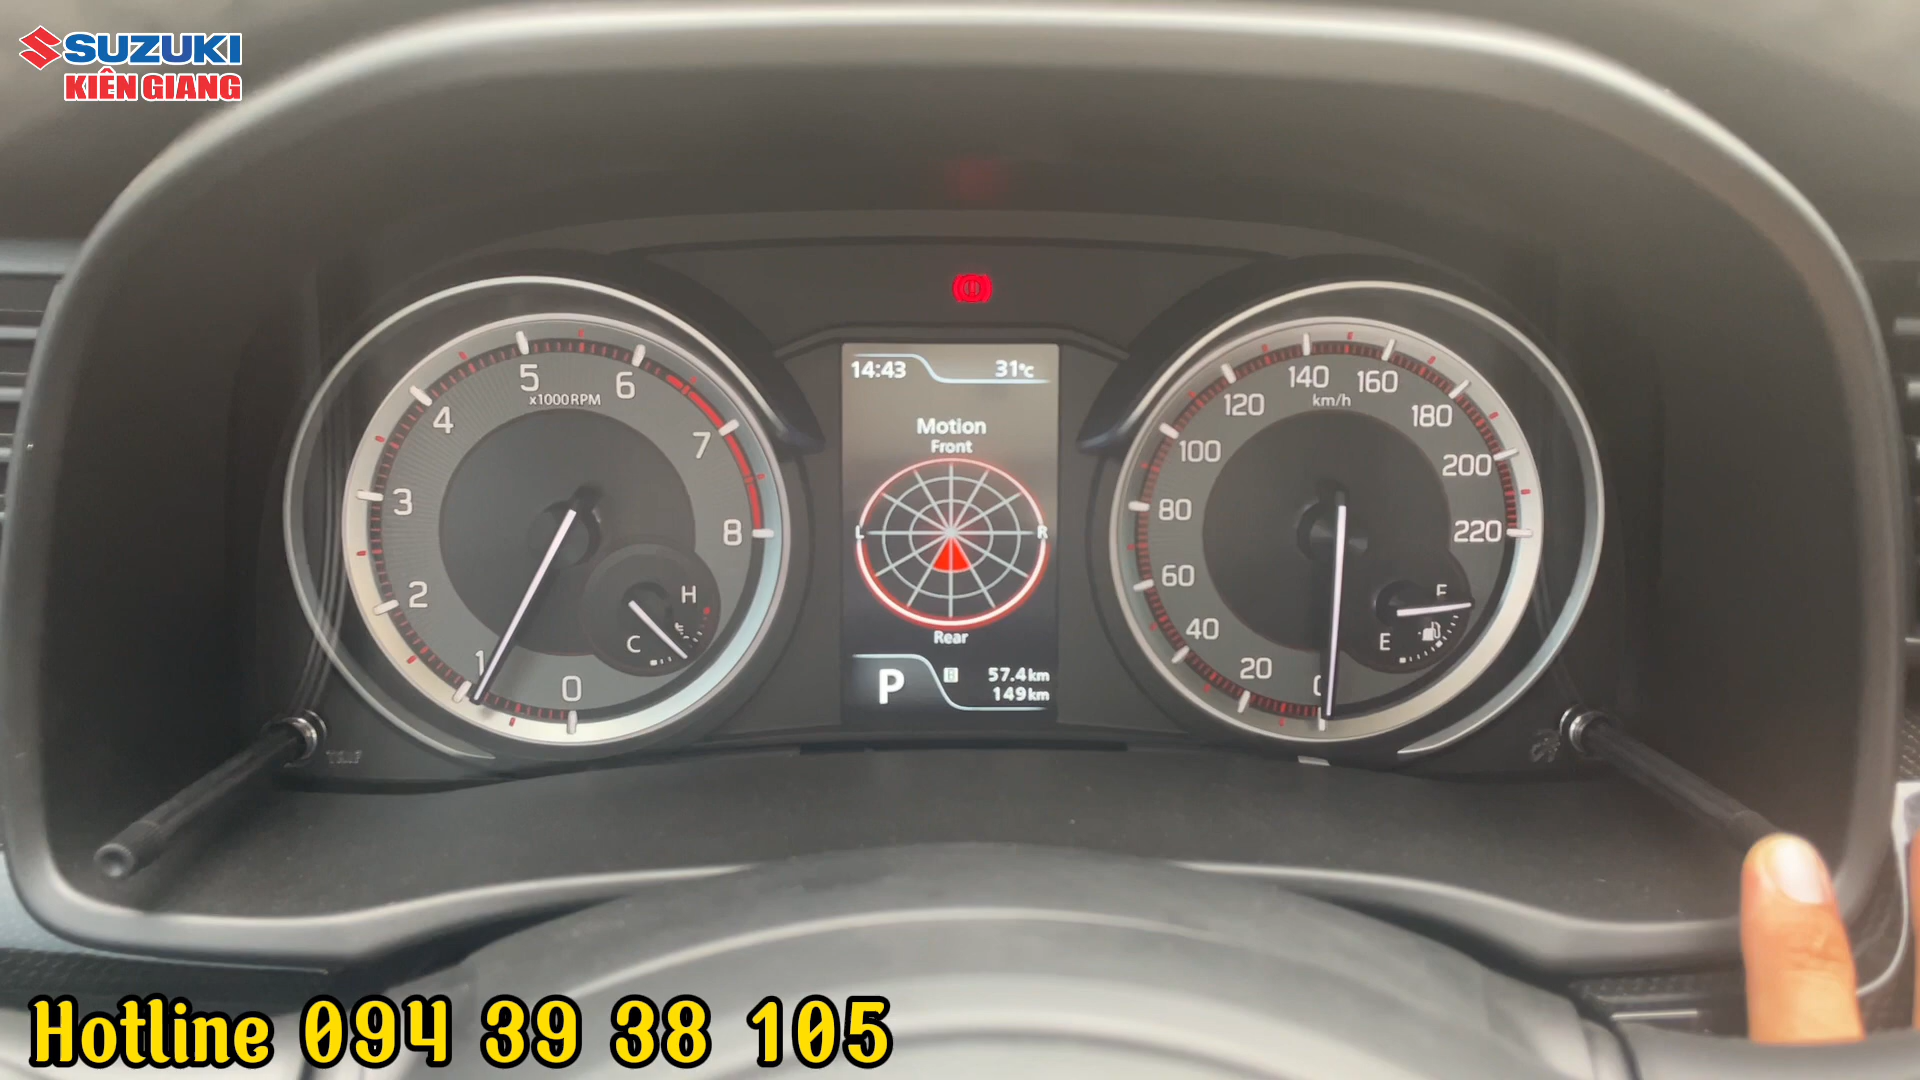 SUZUKI
KIÊN GIANG
14:43 31°C
Motion
Front
L R
Rear
P B 57.4km
149km
0 1 2 3 4 5 6 7 8
x1000RPM
C H
0 20 40 60 80 100 120 140 160 180 200 220
km/h
E F
TRIP
Hotline 094 39 38 105